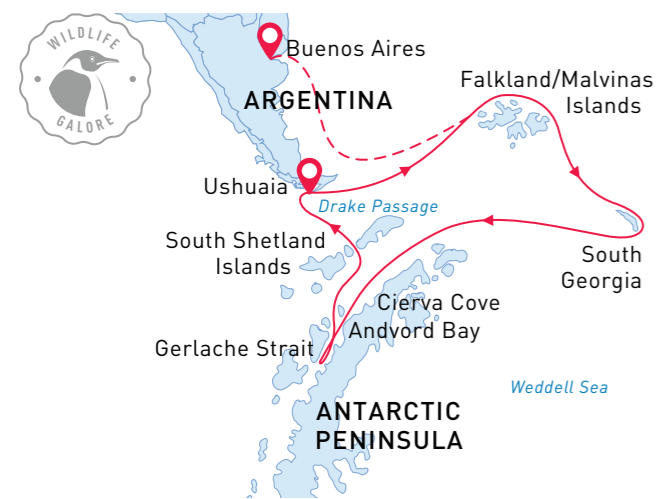 WILDLIFE
GALORE
Buenos Aires
ARGENTINA
Falkland/Malvinas
Islands
Ushuaia
Drake Passage
South Shetland
Islands
South
Georgia
Cierva Cove
Andvord Bay
Gerlache Strait
Weddell Sea
ANTARCTIC
PENINSULA